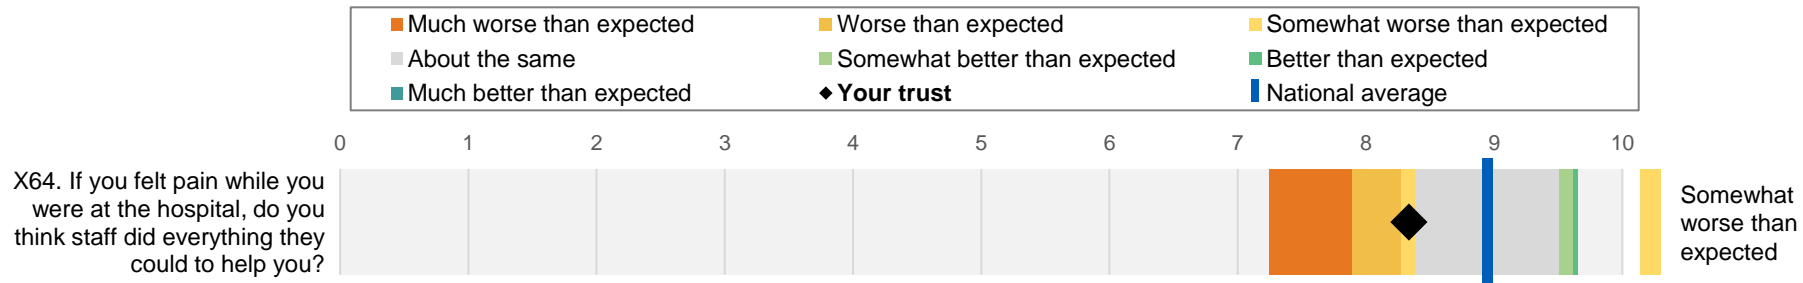 Much worse than expected
Worse than expected
Somewhat worse than expected
About the same
Somewhat better than expected
Better than expected
Much better than expected
Your trust
National average
0 1 2 3 4 5 6 7 8 9 10
X64. If you felt pain while you
were at the hospital, do you
think staff did everything they
could to help you?
Somewhat
worse than
expected